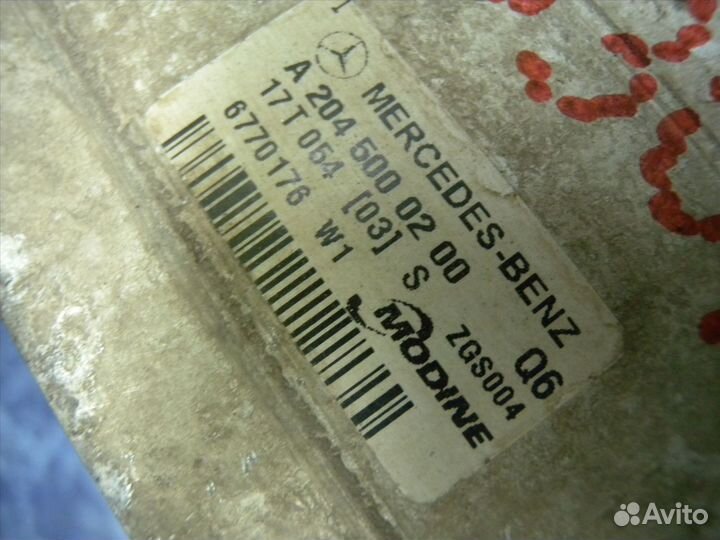 MERCEDES-BENZ
A 204 500 02 00 Q6
17T 054 [03] S ZGS004
6770176 W1 MODINE
Avito